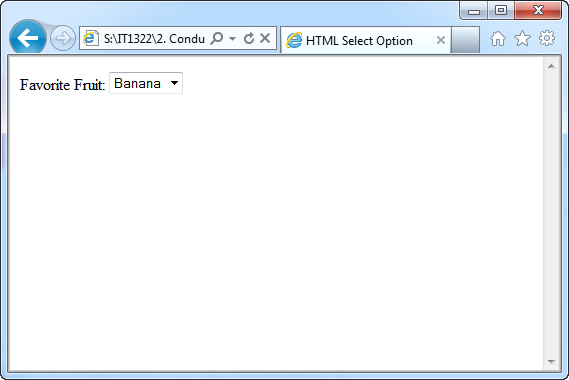 S:\IT1322\2. Condu
HTML Select Option
Favorite Fruit: Banana